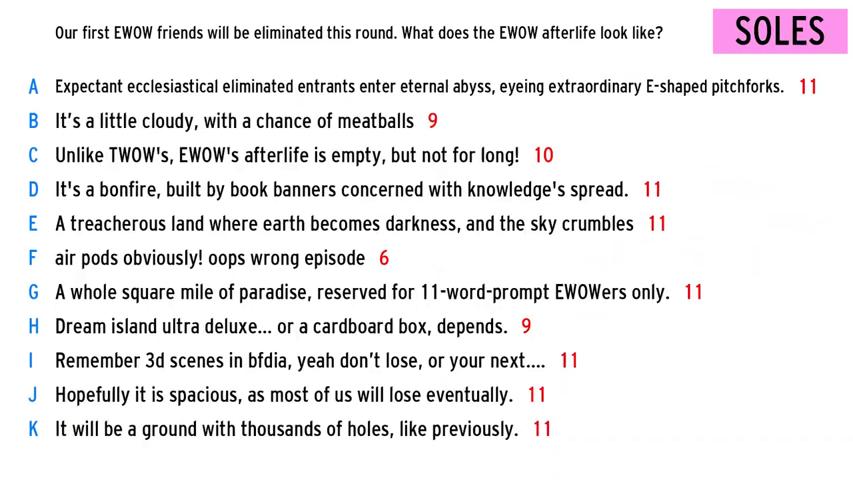 Our first EWOW friends will be eliminated this round. What does the EWOW afterlife look like?
SOLES
A Expectant ecclesiastical eliminated entrants enter eternal abyss, eyeing extraordinary E-shaped pitchforks. 11
B It's a little cloudy, with a chance of meatballs 9
C Unlike TWOW's, EWOW's afterlife is empty, but not for long! 10
D It's a bonfire, built by book banners concerned with knowledge's spread. 11
E A treacherous land where earth becomes darkness, and the sky crumbles 11
F air pods obviously! oops wrong episode 6
G A whole square mile of paradise, reserved for 11-word-prompt EWOWers only. 11
H Dream island ultra deluxe... or a cardboard box, depends. 9
I Remember 3d scenes in bfdia, yeah don't lose, or your next.... 11
J Hopefully it is spacious, as most of us will lose eventually. 11
K It will be a ground with thousands of holes, like previously. 11